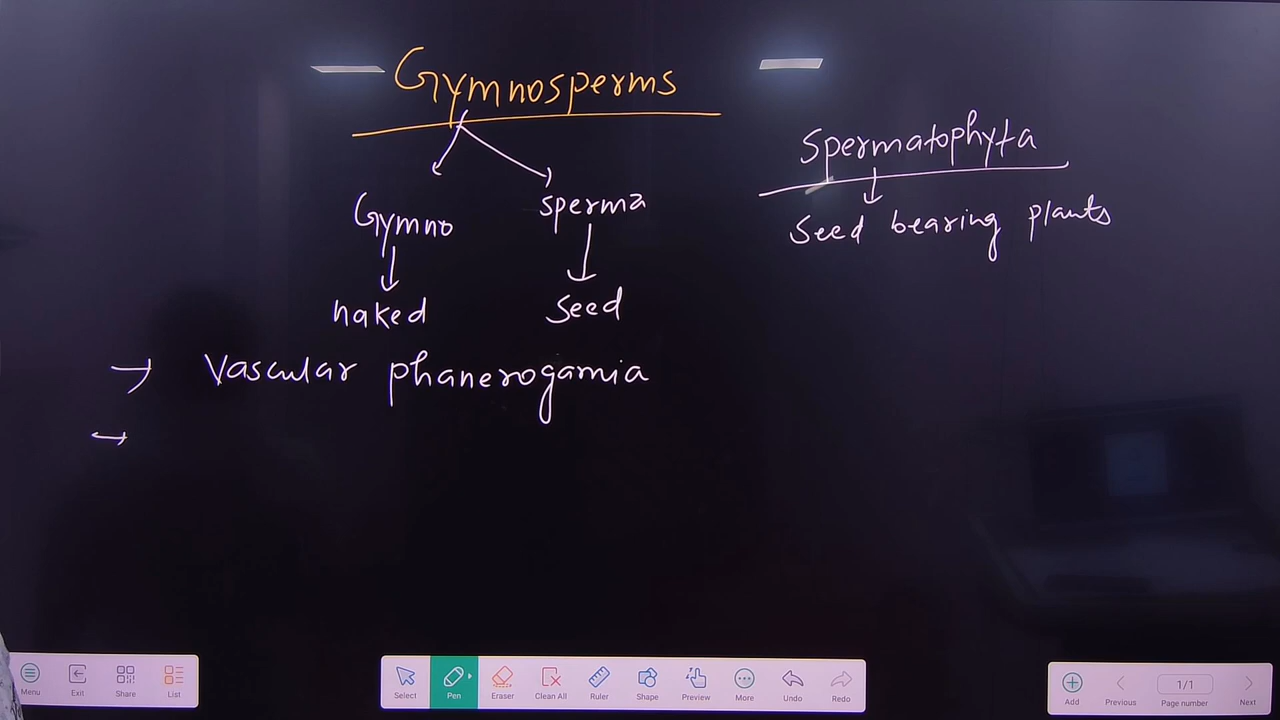 Gymnosperms
Spermatophyta
Gymno sperma
Seed bearing plants
naked Seed
→ Vascular phanerogamia
→
Menu Exit Share List
Select Pen Eraser Clean All Ruler Shape Preview More Undo Redo
Add Previous 1/1 Page number Next